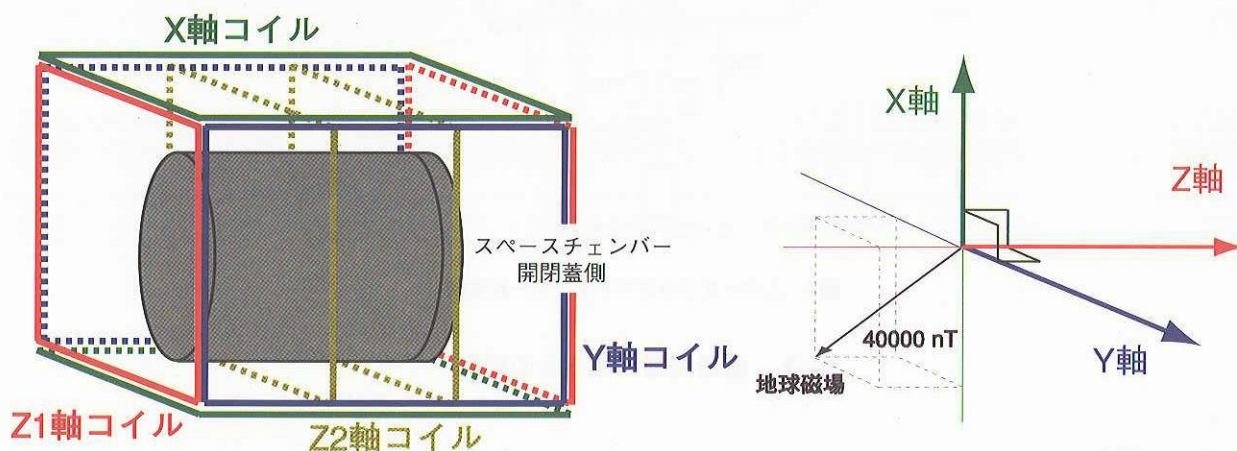 X軸コイル
スペースチェンバー
開閉蓋側
Y軸コイル
Z1軸コイル
Z2軸コイル
X軸
Z軸
40000 nT
地球磁場
Y軸